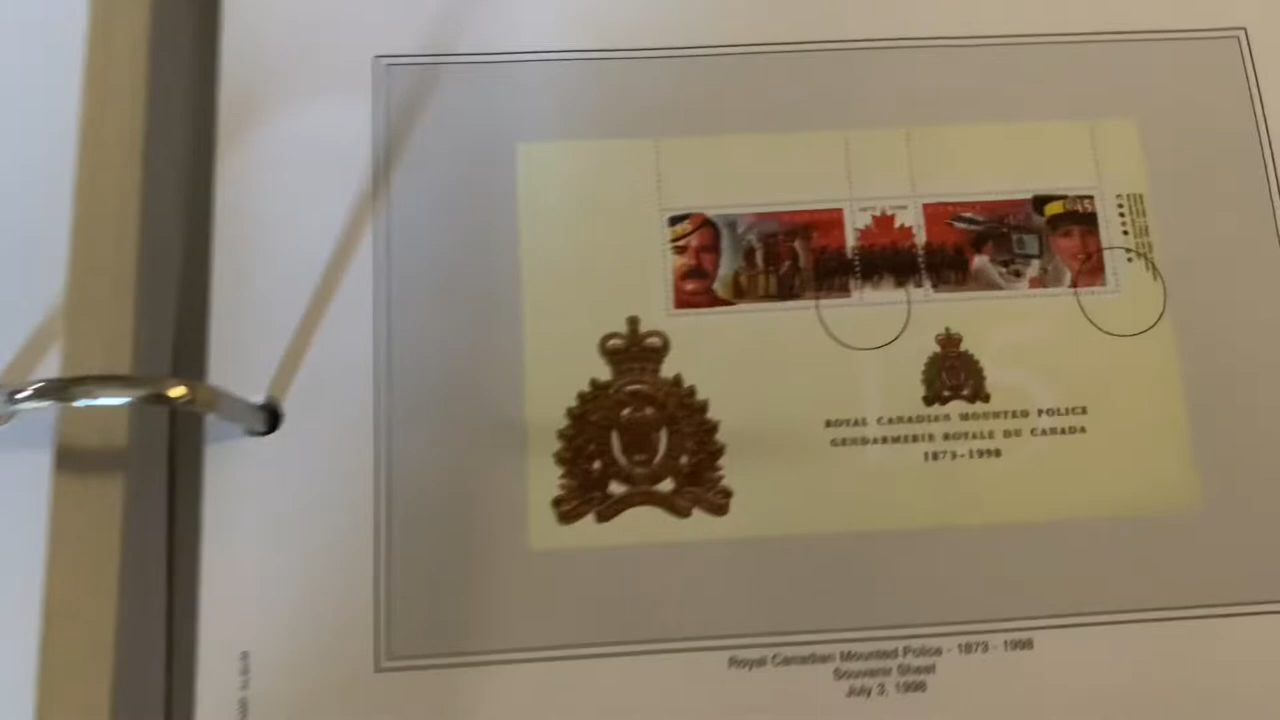 45
ROYAL CANADIAN MOUNTED POLICE
GENDARMERIE ROYALE DU CANADA
1873-1998
Royal Canadian Mounted Police - 1873 - 1998
Souvenir Sheet
July 3, 1998